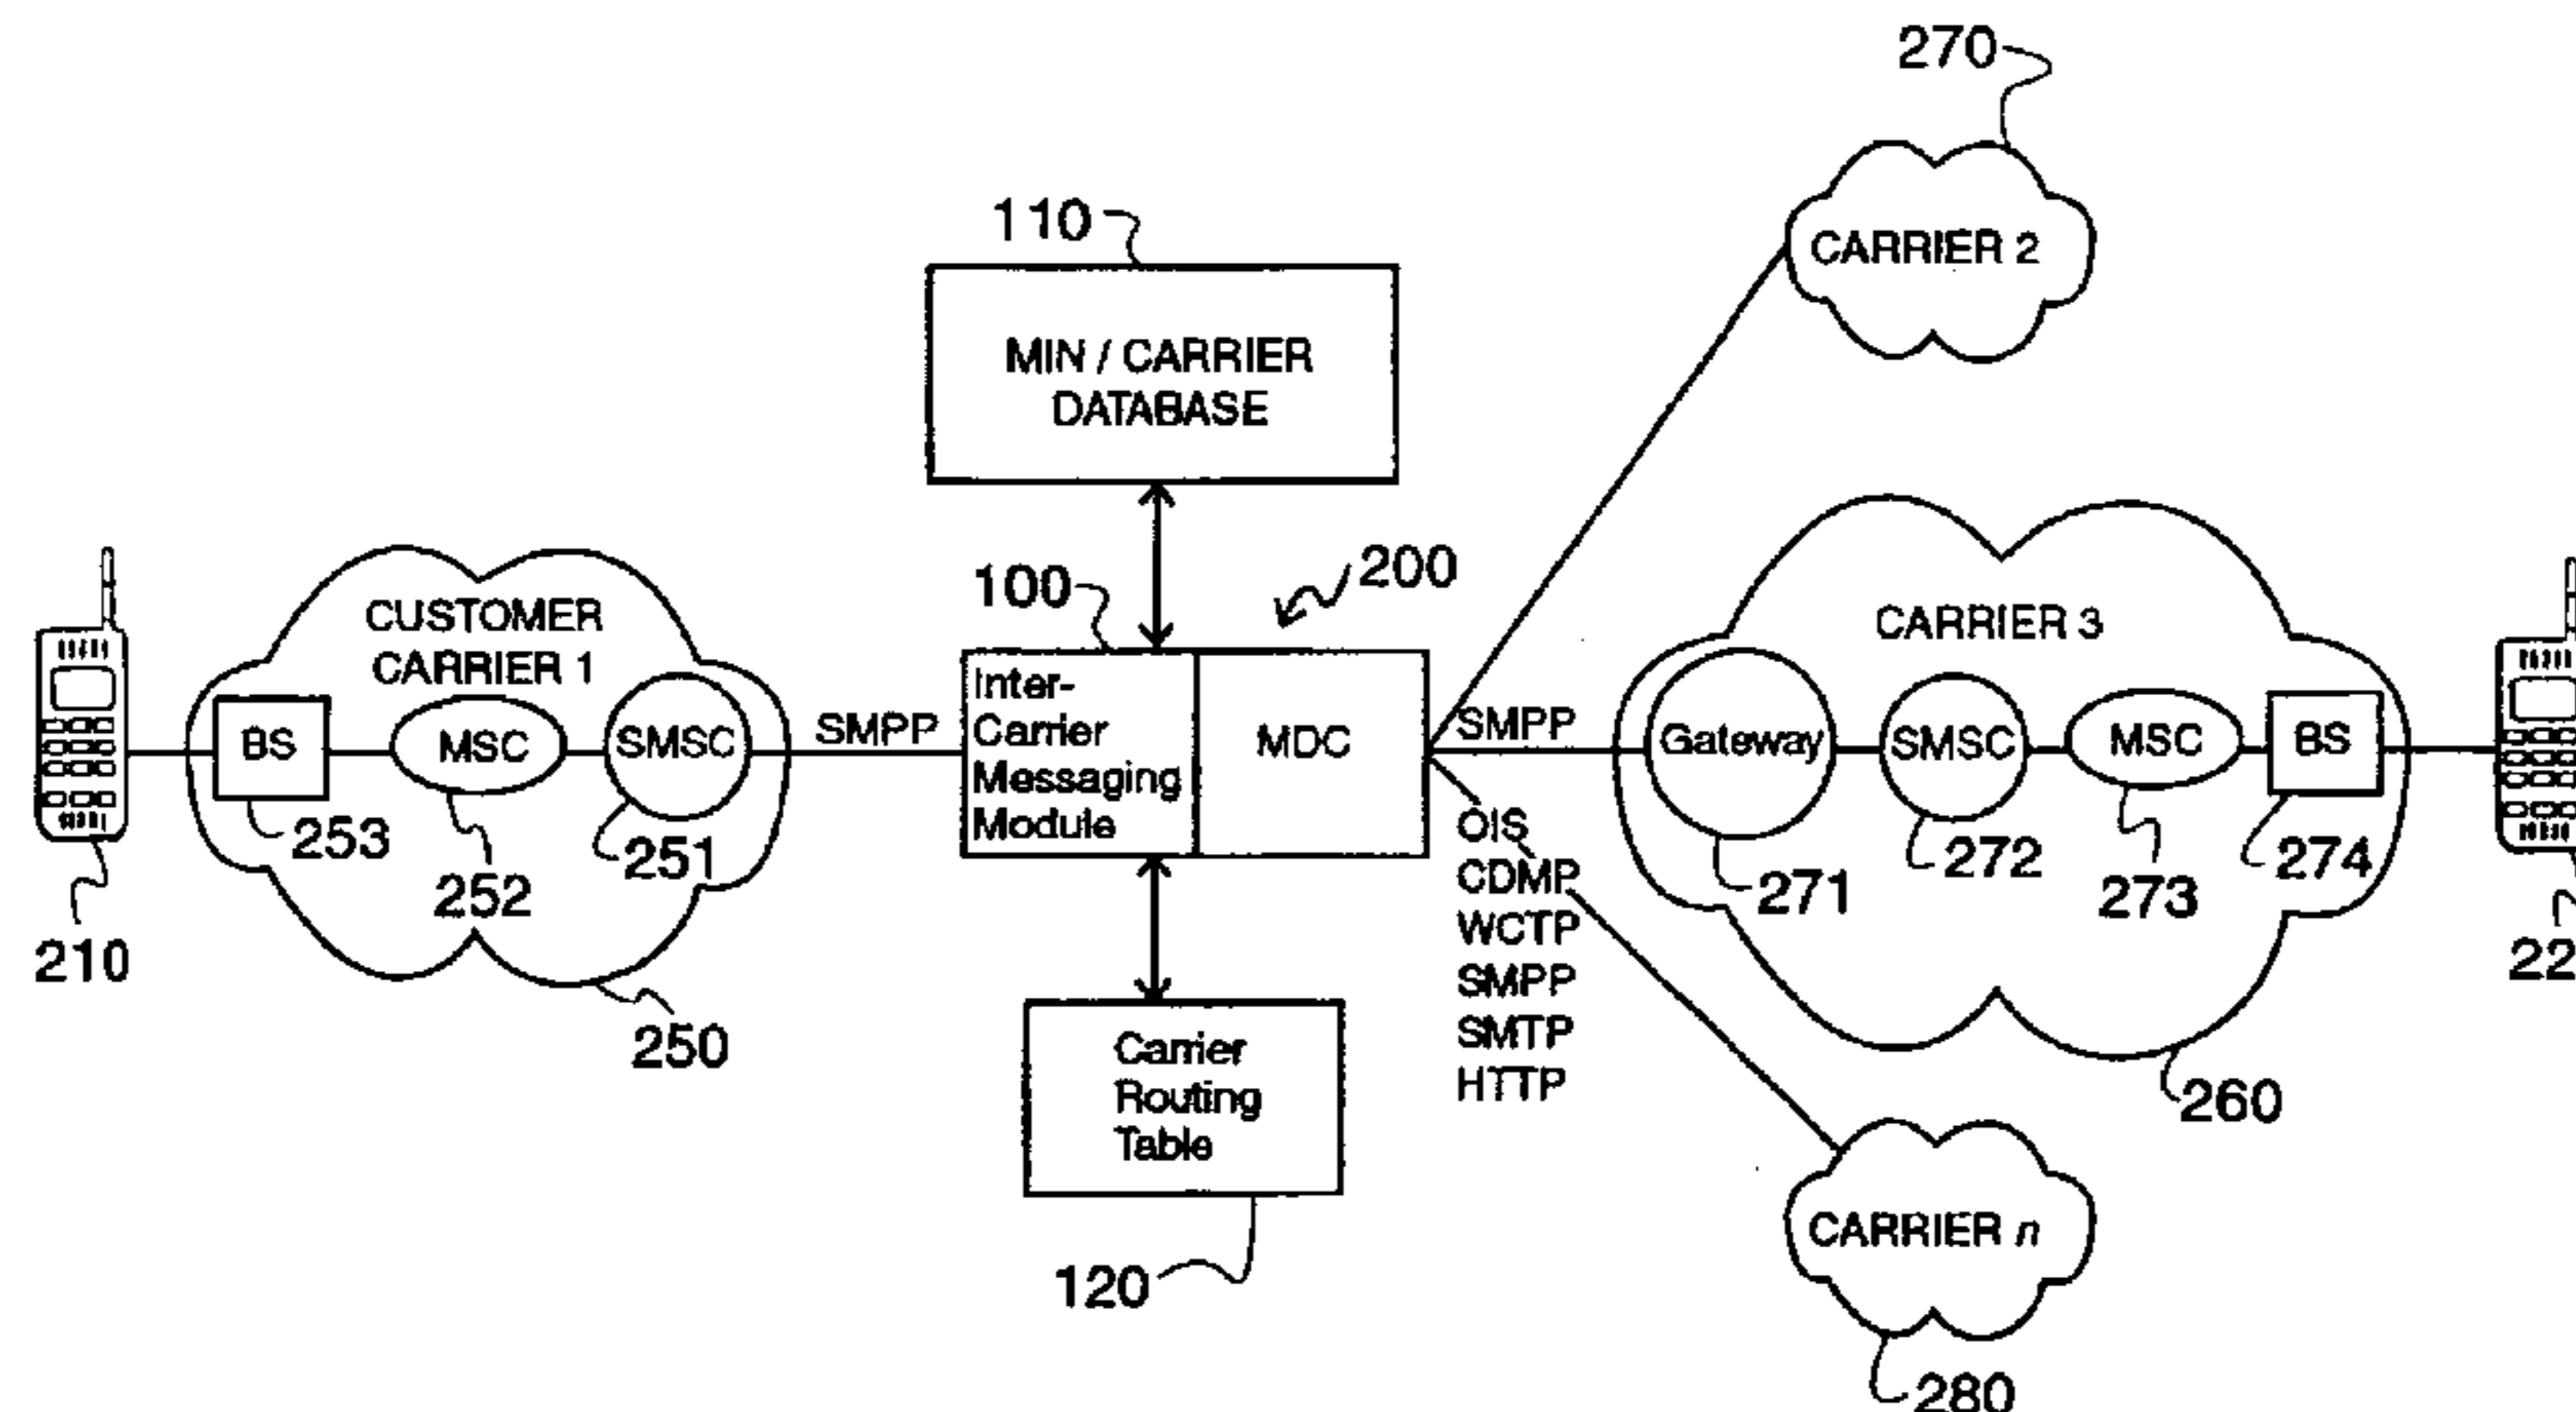 270
CARRIER 2
110
MIN / CARRIER
DATABASE
100
200
CUSTOMER
CARRIER 1
BS
MSC
SMSC
SMPP
Inter-
Carrier
Messaging
Module
MDC
SMPP
CARRIER 3
Gateway
SMSC
MSC
BS
253
252
251
271
272
273
274
210
250
OIS
CDMP
WCTP
SMPP
SMTP
HTTP
22
260
Carrier
Routing
Table
120
CARRIER n
280